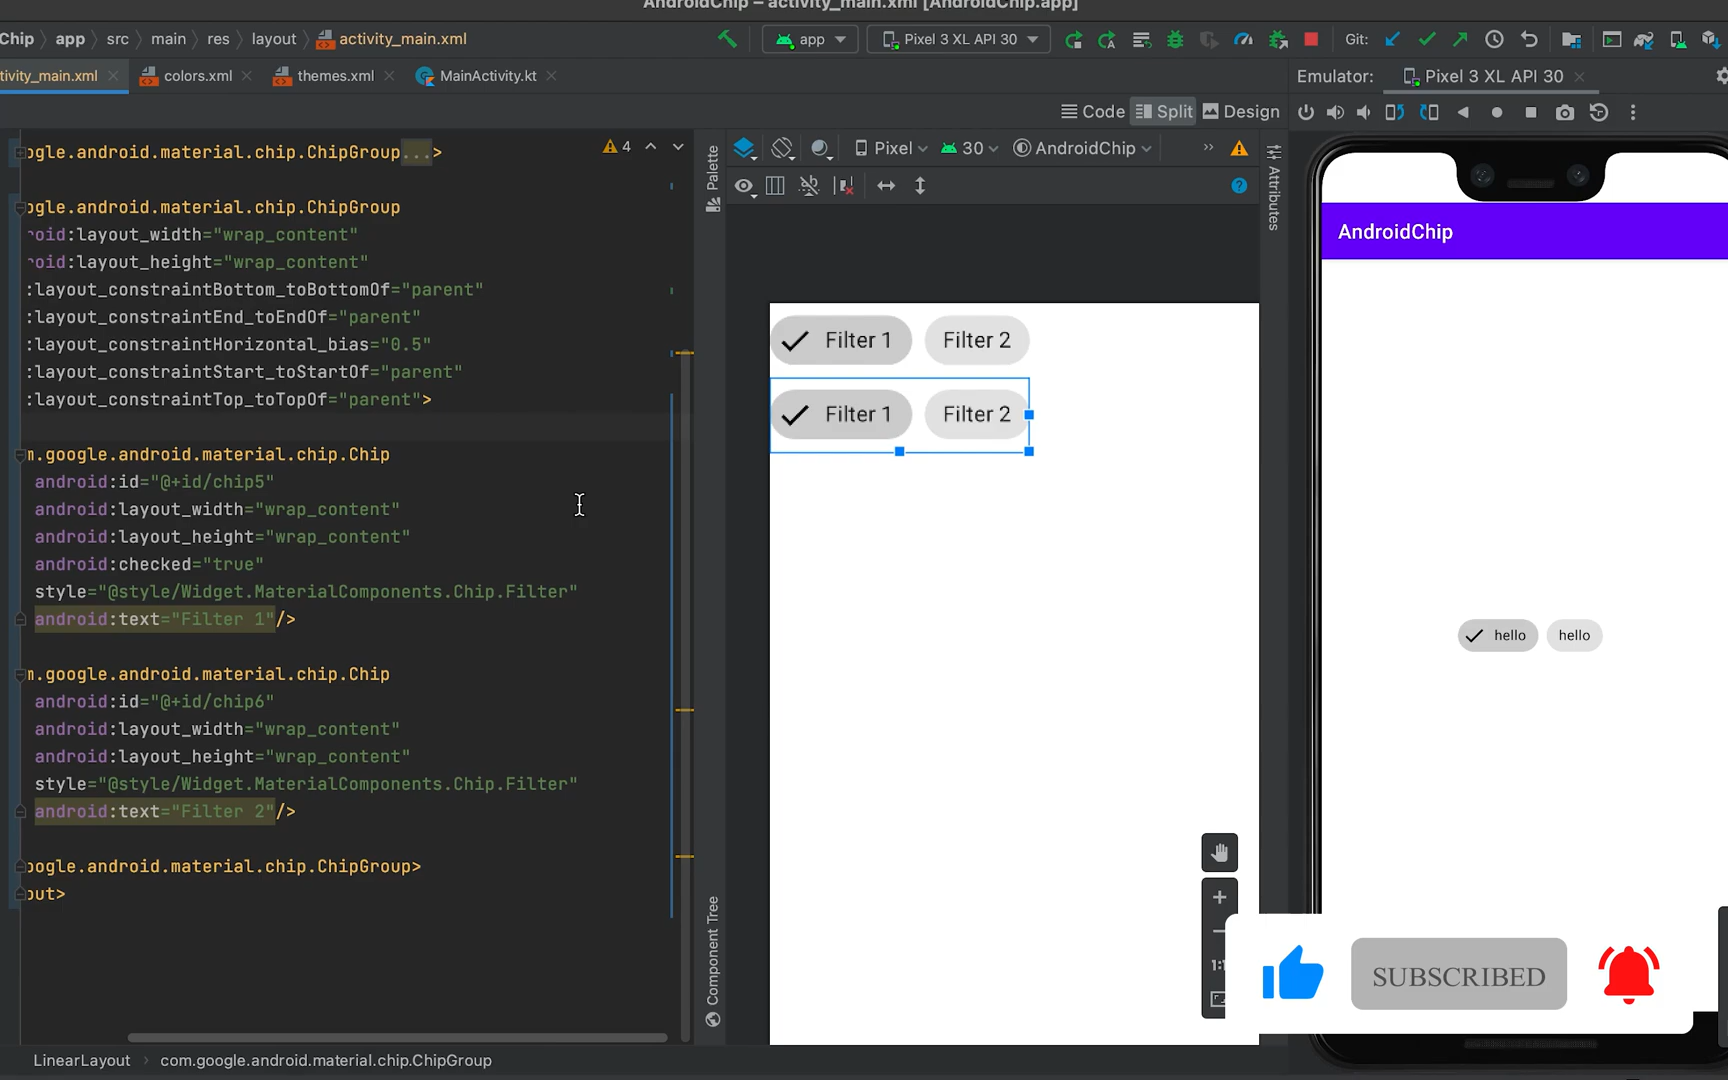 AndroidChip – activity_main.xml [AndroidChip.app]
Chip app src main res layout activity_main.xml
app Pixel 3 XL API 30 Git:
tivity_main.xml colors.xml themes.xml MainActivity.kt
Emulator: Pixel 3 XL API 30
Code Split Design
ogle.android.material.chip.ChipGroup...>
4
ogle.android.material.chip.ChipGroup
roid:layout_width="wrap_content"
roid:layout_height="wrap_content"
:layout_constraintBottom_toBottomOf="parent"
:layout_constraintEnd_toEndOf="parent"
:layout_constraintHorizontal_bias="0.5"
:layout_constraintStart_toStartOf="parent"
:layout_constraintTop_toTopOf="parent">
m.google.android.material.chip.Chip
android:id="@+id/chip5"
android:layout_width="wrap_content"
android:layout_height="wrap_content"
android:checked="true"
style="@style/Widget.MaterialComponents.Chip.Filter"
android:text="Filter 1"/>
m.google.android.material.chip.Chip
android:id="@+id/chip6"
android:layout_width="wrap_content"
android:layout_height="wrap_content"
style="@style/Widget.MaterialComponents.Chip.Filter"
android:text="Filter 2"/>
oogle.android.material.chip.ChipGroup>
out>
LinearLayout com.google.android.material.chip.ChipGroup
Palette
Component Tree
Pixel 30 AndroidChip
Attributes
Filter 1 Filter 2
Filter 1 Filter 2
1:1
AndroidChip
hello hello
SUBSCRIBED